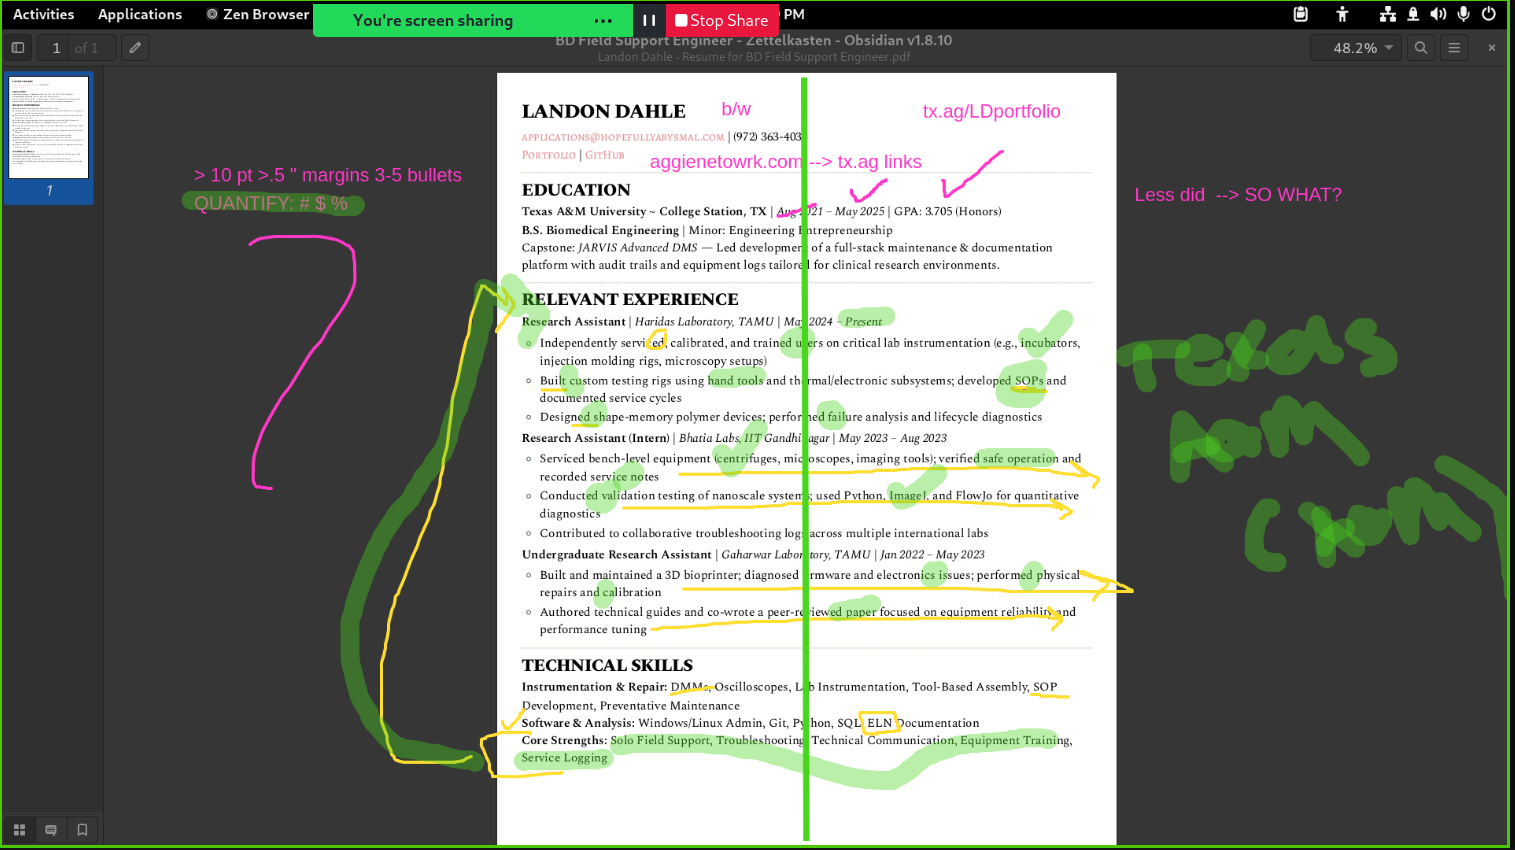 Activities Applications Zen Browser You're screen sharing ... Stop Share PM
1 of 1 BD Field Support Engineer - Zettelkasten - Obsidian v1.8.10 48.2%
Landon Dahle - Resume for BD Field Support Engineer.pdf
1
> 10 pt >.5 " margins 3-5 bullets
QUANTIFY: # $ %
LANDON DAHLE b/w tx.ag/LDportfolio
applications@hopefullyabysmal.com | (972) 363-403
Portfolio | GitHub aggienetowrk.com --> tx.ag links
EDUCATION
Texas A&M University ~ College Station, TX | Aug 2021 – May 2025 | GPA: 3.705 (Honors)
B.S. Biomedical Engineering | Minor: Engineering Entrepreneurship
Capstone: JARVIS Advanced DMS — Led development of a full-stack maintenance & documentation
platform with audit trails and equipment logs tailored for clinical research environments.
RELEVANT EXPERIENCE
Research Assistant | Haridas Laboratory, TAMU | May 2024 – Present
Independently serviced, calibrated, and trained users on critical lab instrumentation (e.g., incubators,
injection molding rigs, microscopy setups)
Built custom testing rigs using hand tools and thermal/electronic subsystems; developed SOPs and
documented service cycles
Designed shape-memory polymer devices; performed failure analysis and lifecycle diagnostics
Research Assistant (Intern) | Bhatia Labs, IIT Gandhinagar | May 2023 – Aug 2023
Serviced bench-level equipment (centrifuges, microscopes, imaging tools); verified safe operation and
recorded service notes
Conducted validation testing of nanoscale systems; used Python, ImageJ, and FlowJo for quantitative
diagnostics
Contributed to collaborative troubleshooting logs across multiple international labs
Undergraduate Research Assistant | Gaharwar Laboratory, TAMU | Jan 2022 – May 2023
Built and maintained a 3D bioprinter; diagnosed firmware and electronics issues; performed physical
repairs and calibration
Authored technical guides and co-wrote a peer-reviewed paper focused on equipment reliability and
performance tuning
TECHNICAL SKILLS
Instrumentation & Repair: DMMs, Oscilloscopes, Lab Instrumentation, Tool-Based Assembly, SOP
Development, Preventative Maintenance
Software & Analysis: Windows/Linux Admin, Git, Python, SQL, ELN Documentation
Core Strengths: Solo Field Support, Troubleshooting, Technical Communication, Equipment Training,
Service Logging
Less did --> SO WHAT?